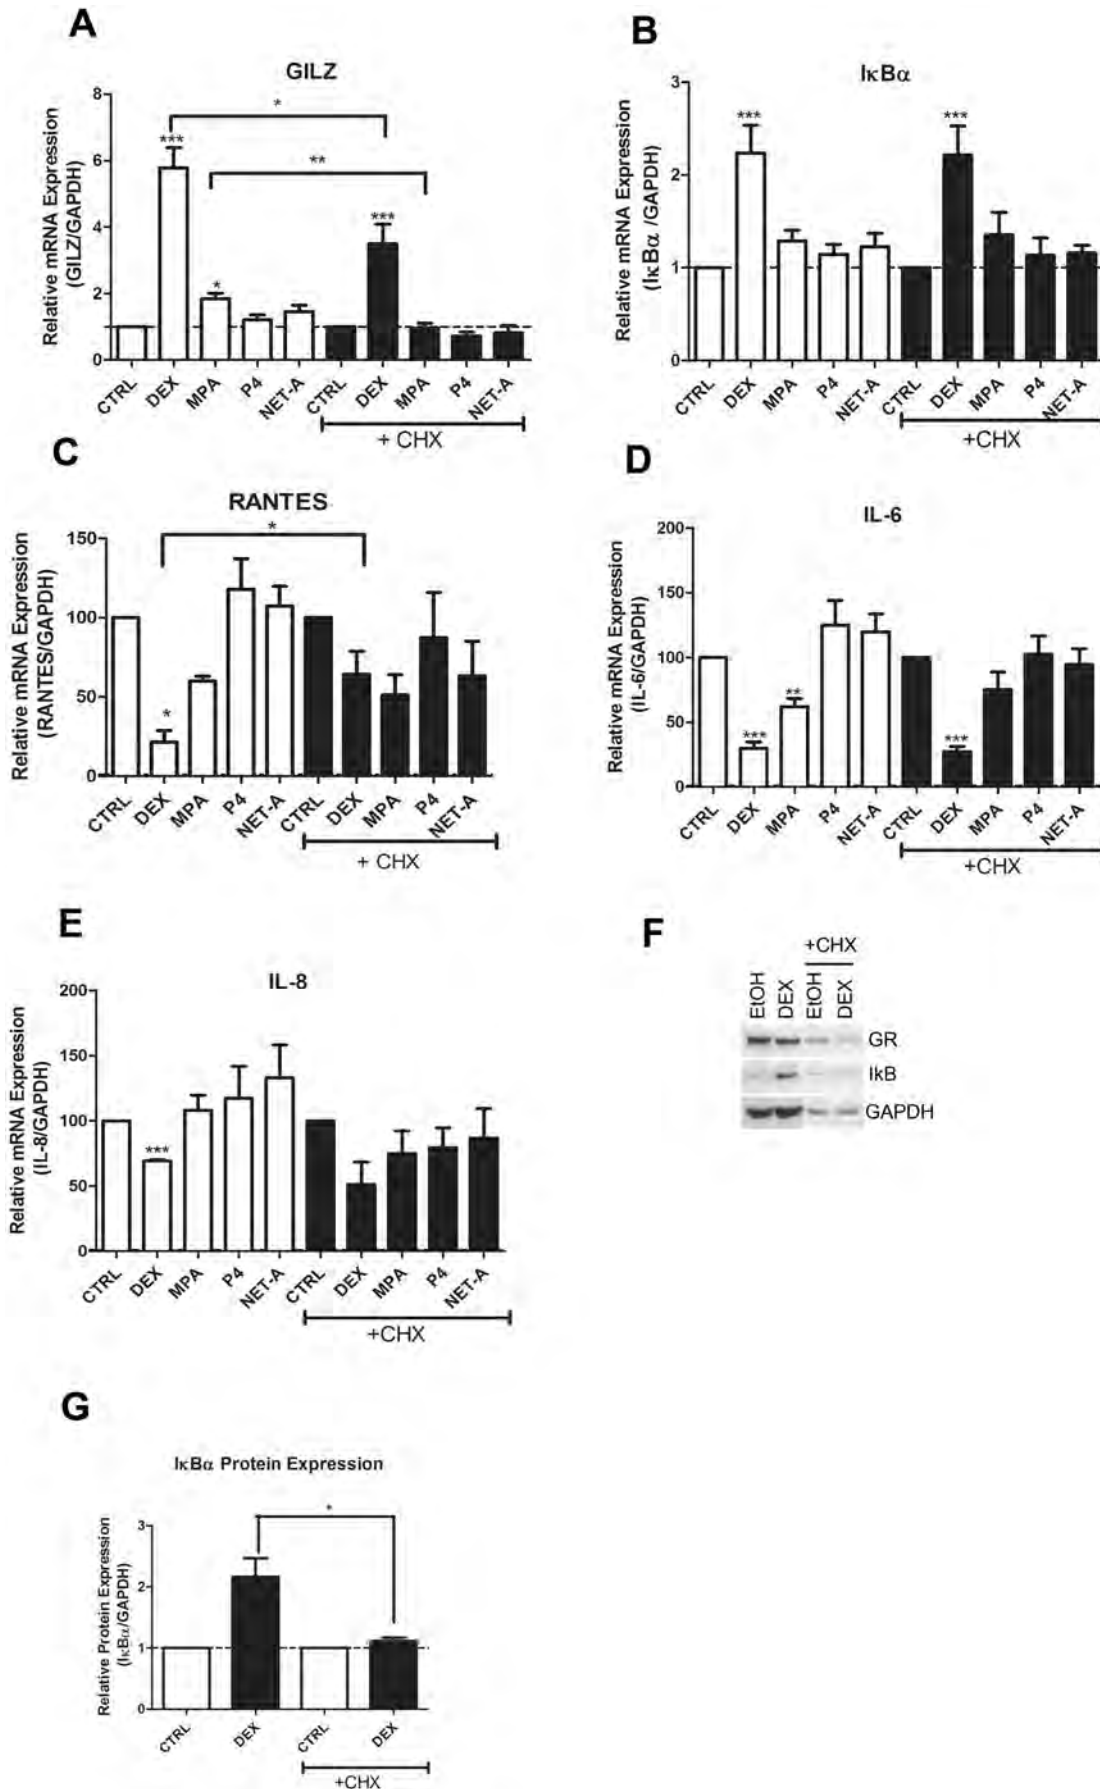 A
GILZ
Relative mRNA Expression
(GILZ/GAPDH)
8
6
4
2
0
*
**
***
*
***
CTRL DEX MPA P4 NET-A CTRL DEX MPA P4 NET-A
+ CHX
B
IκBα
Relative mRNA Expression
(IκBα /GAPDH)
3
2
1
0
*** ***
CTRL DEX MPA P4 NET-A CTRL DEX MPA P4 NET-A
+CHX
C
RANTES
Relative mRNA Expression
(RANTES/GAPDH)
150
100
50
0
*
*
CTRL DEX MPA P4 NET-A CTRL DEX MPA P4 NET-A
+ CHX
D
IL-6
Relative mRNA Expression
(IL-6/GAPDH)
200
150
100
50
0
*** ** ***
CTRL DEX MPA P4 NET-A CTRL DEX MPA P4 NET-A
+CHX
E
IL-8
Relative mRNA Expression
(IL-8/GAPDH)
200
150
100
50
0
***
CTRL DEX MPA P4 NET-A CTRL DEX MPA P4 NET-A
+CHX
F
+CHX
EtOH DEX EtOH DEX
GR
IkB
GAPDH
G
IκBα Protein Expression
Relative Protein Expression
(IκBα/GAPDH)
3
2
1
0
*
CTRL DEX CTRL DEX
+CHX